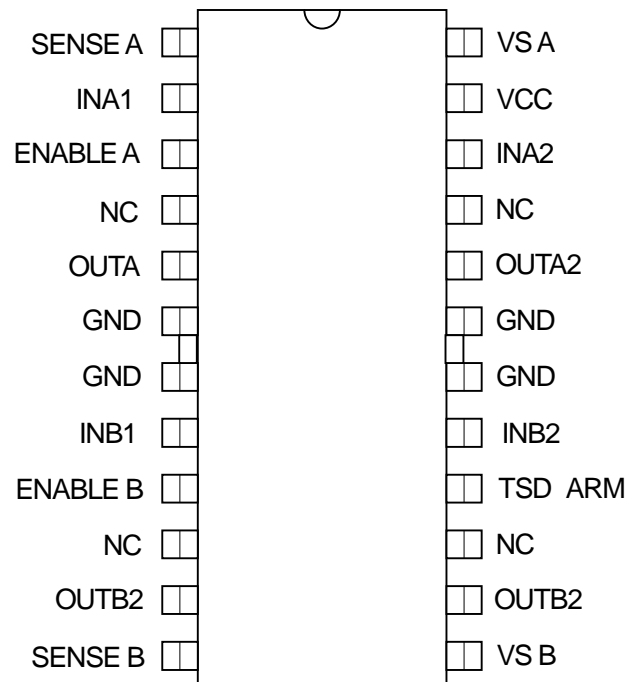 SENSE A VS A
INA1 VCC
ENABLE A INA2
NC NC
OUTA OUTA2
GND GND
GND GND
INB1 INB2
ENABLE B TSD ARM
NC NC
OUTB2 OUTB2
SENSE B VS B